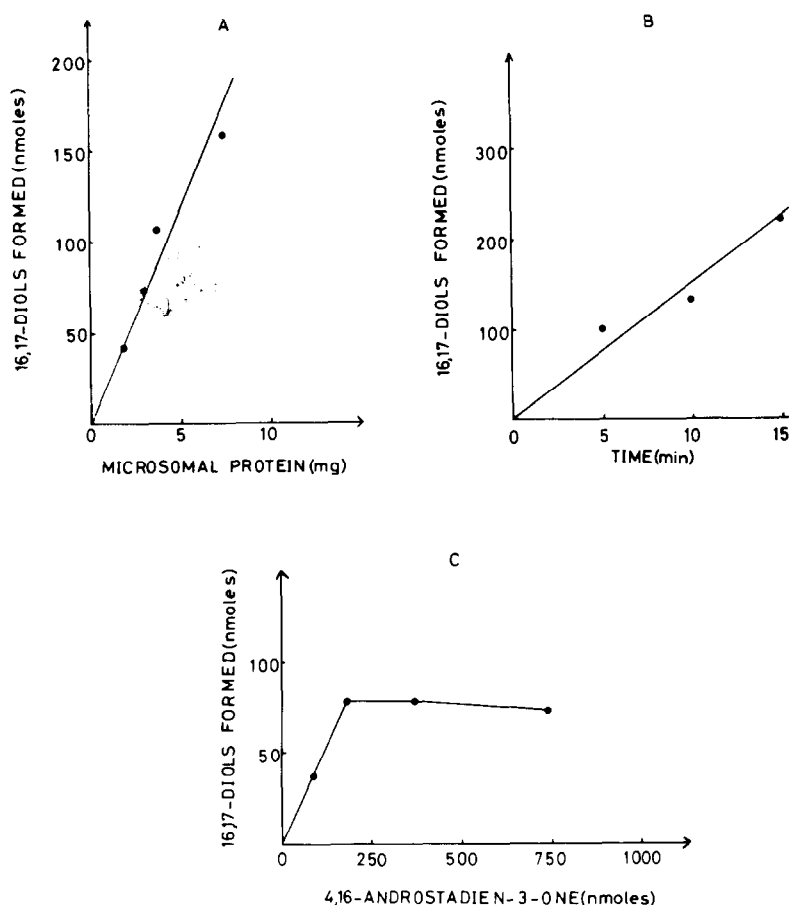 A
16,17-DIOLS FORMED (nmoles)
200
150
100
50
0 5 10
MICROSOMAL PROTEIN (mg)
B
16,17-DIOLS FORMED (nmoles)
300
200
100
0 5 10 15
TIME (min)
C
16,17-DIOLS FORMED (nmoles)
100
50
0 250 500 750 1000
4,16-ANDROSTADIEN-3-ONE (nmoles)